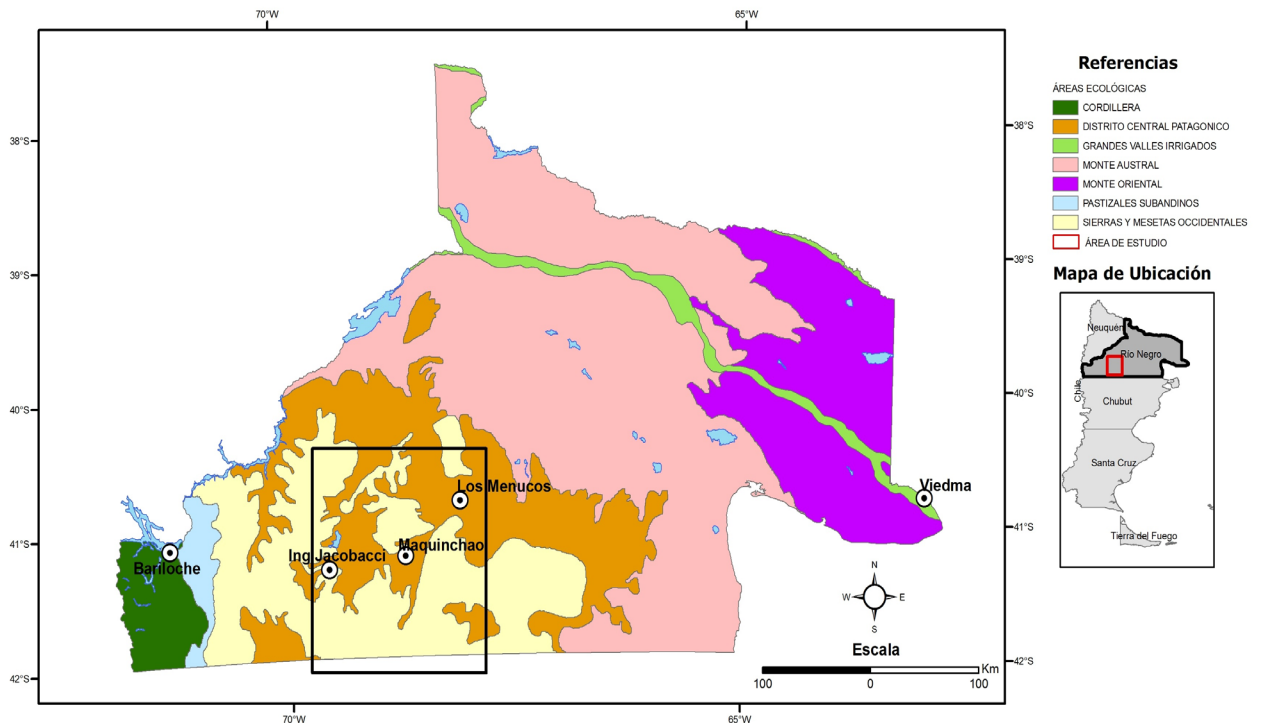 70°W
65°W
38°S
39°S
40°S
41°S
42°S
38°S
39°S
40°S
41°S
42°S
70°W
65°W
Los Menucos
Viedma
Maquinchao
Ing Jacobacci
Bariloche
N
W
E
S
Escala
Km
100
0
100
Referencias
ÁREAS ECOLÓGICAS
CORDILLERA
DISTRITO CENTRAL PATAGONICO
GRANDES VALLES IRRIGADOS
MONTE AUSTRAL
MONTE ORIENTAL
PASTIZALES SUBANDINOS
SIERRAS Y MESETAS OCCIDENTALES
ÁREA DE ESTUDIO
Mapa de Ubicación
Neuquén
Río Negro
Chile
Chubut
Santa Cruz
Tierra del Fuego